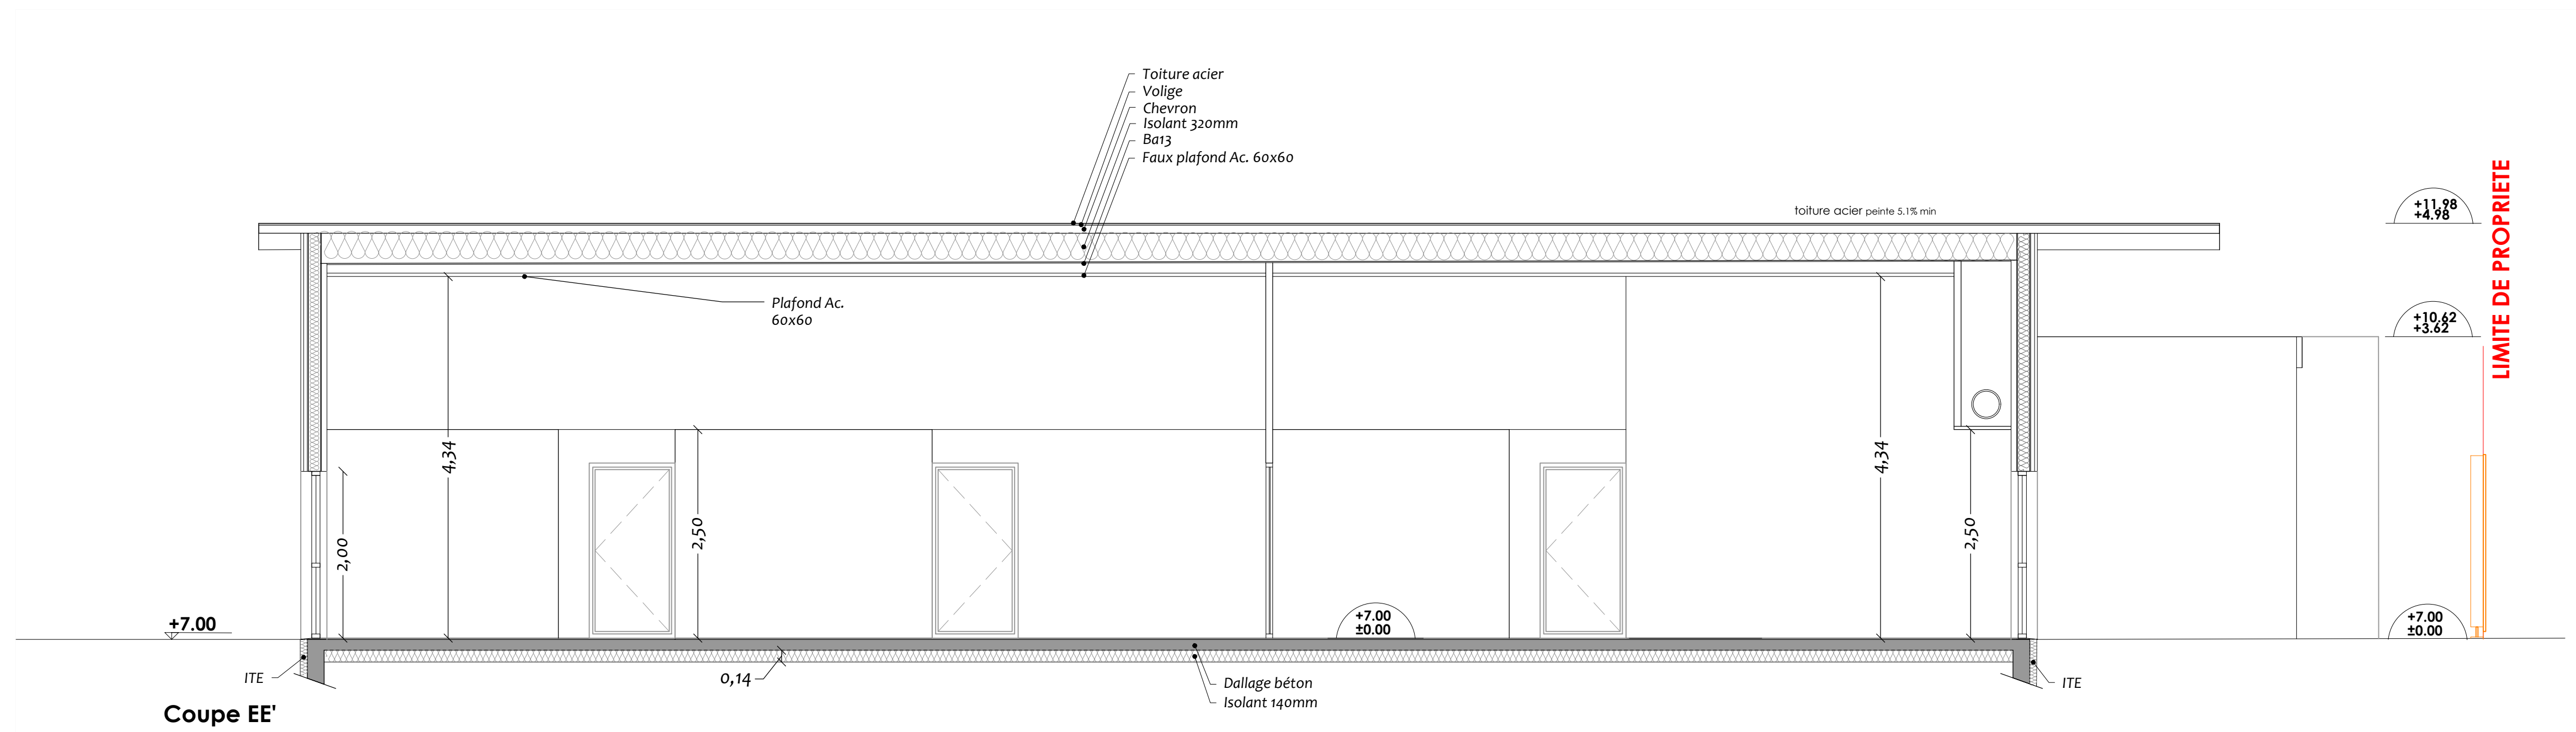 Toiture acier
Volige
Chevron
Isolant 320mm
Ba13
Faux plafond Ac. 60x60
toiture acier peinte 5.1% min
+11.98
+4.98
LIMITE DE PROPRIETE
Plafond Ac.
60x60
+10.62
+3.62
4,34
4,34
2,00
2,50
2,50
+7.00
+7.00
±0.00
+7.00
±0.00
ITE
0,14
Dallage béton
Isolant 140mm
ITE
Coupe EE'